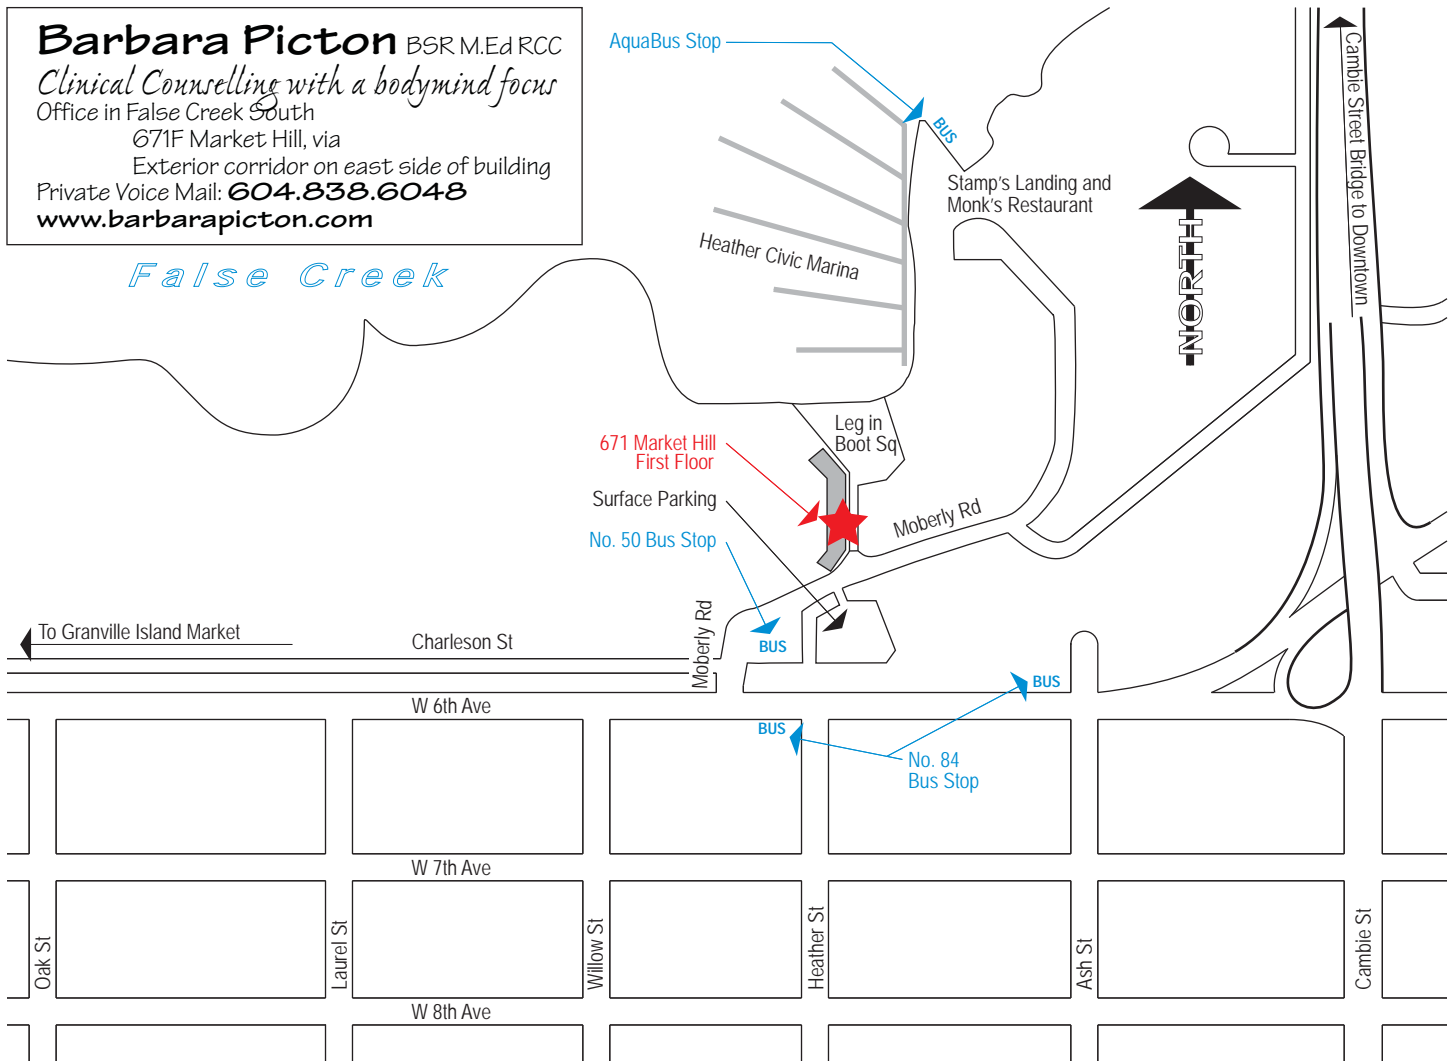 Barbara Picton BSR M.Ed RCC
Clinical Counselling with a bodymind focus
Office in False Creek South
671F Market Hill, via
Exterior corridor on east side of building
Private Voice Mail: 604.838.6048
www.barbarapicton.com
False Creek
AquaBus Stop
BUS
Stamp's Landing and
Monk's Restaurant
Heather Civic Marina
NORTH
Cambie Street Bridge to Downtown
Leg in
Boot Sq
671 Market Hill
First Floor
Surface Parking
No. 50 Bus Stop
Moberly Rd
BUS
Moberly Rd
To Granville Island Market
Charleson St
BUS
W 6th Ave
BUS
No. 84
Bus Stop
W 7th Ave
Oak St
Laurel St
Willow St
Heather St
Ash St
Cambie St
W 8th Ave